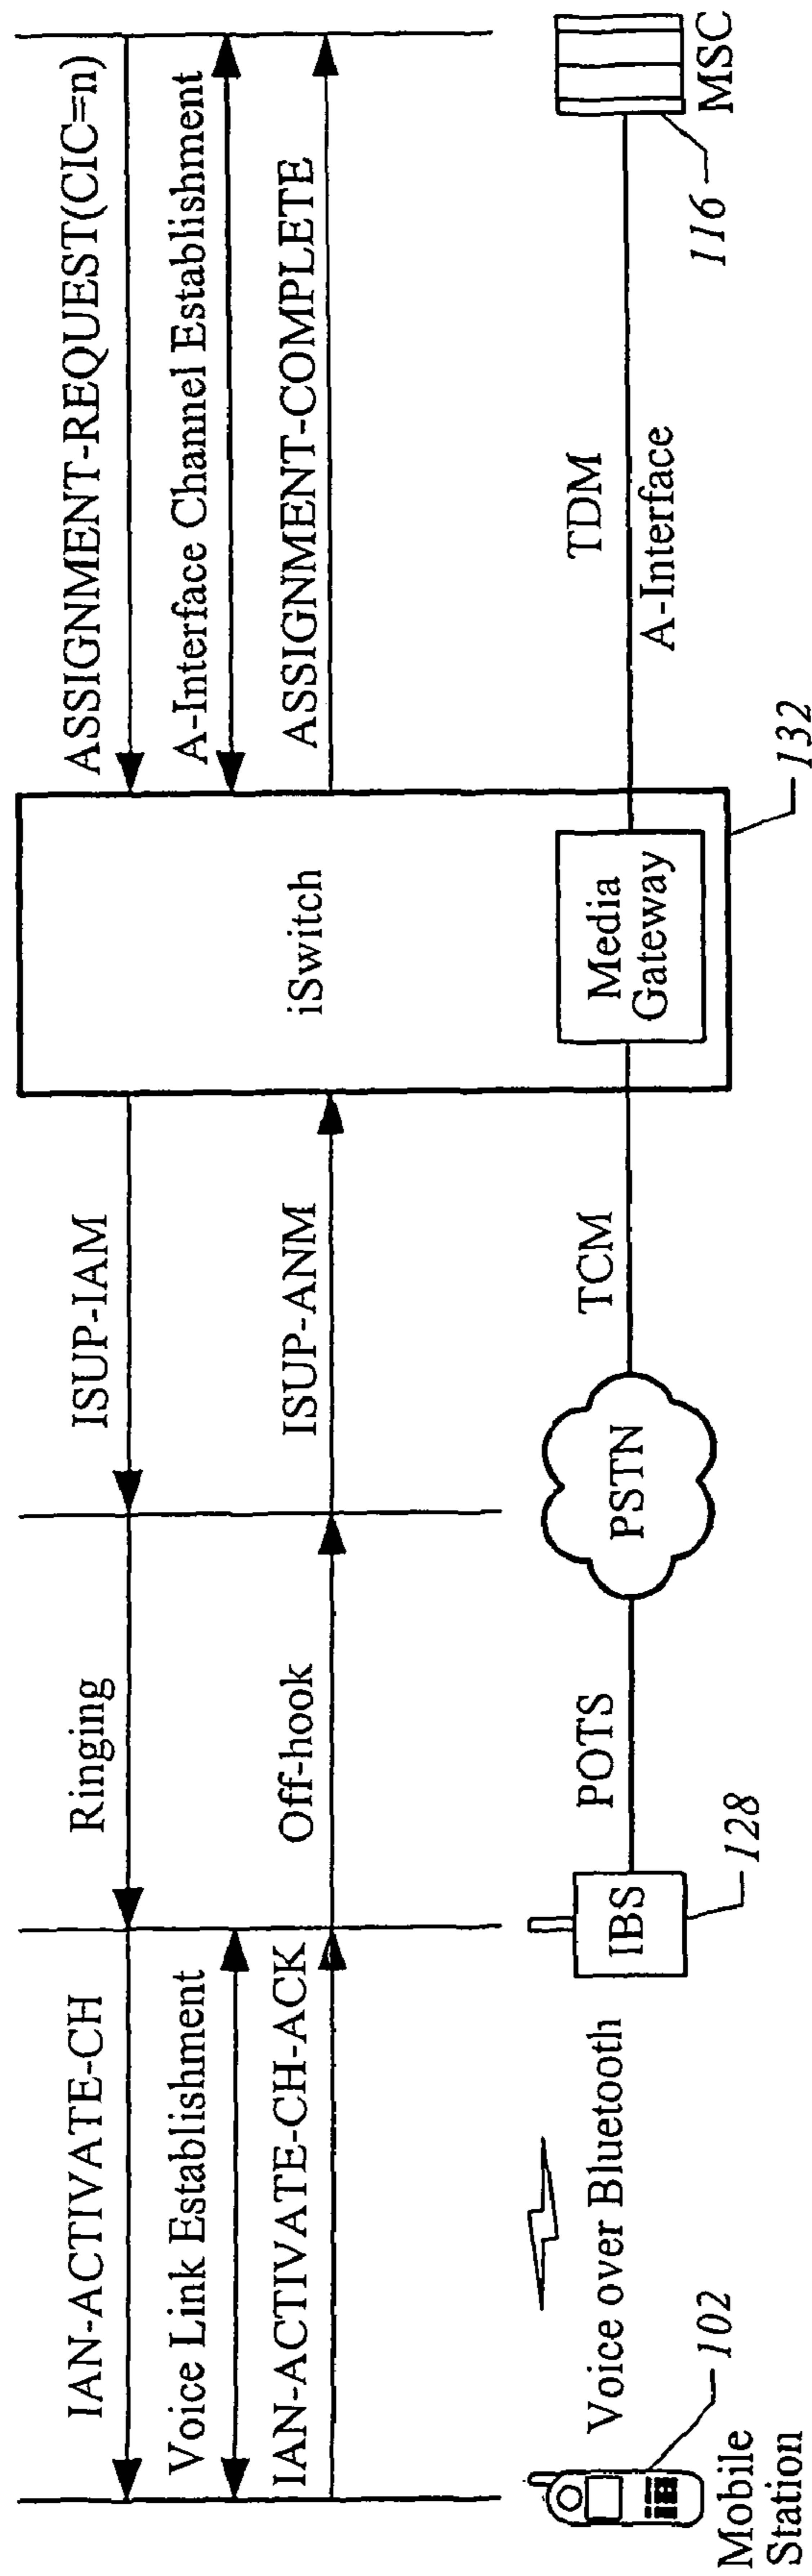 IAN-ACTIVATE-CH
Ringing
ISUP-IAM
ASSIGNMENT-REQUEST(CIC=n)
Voice Link Establishment
A-Interface Channel Establishment
IAN-ACTIVATE-CH-ACK
Off-hook
ISUP-ANM
iSwitch
ASSIGNMENT-COMPLETE
Voice over Bluetooth
IBS
POTS
PSTN
TCM
Media
Gateway
TDM
A-Interface
102
128
132
116
Mobile
Station
MSC